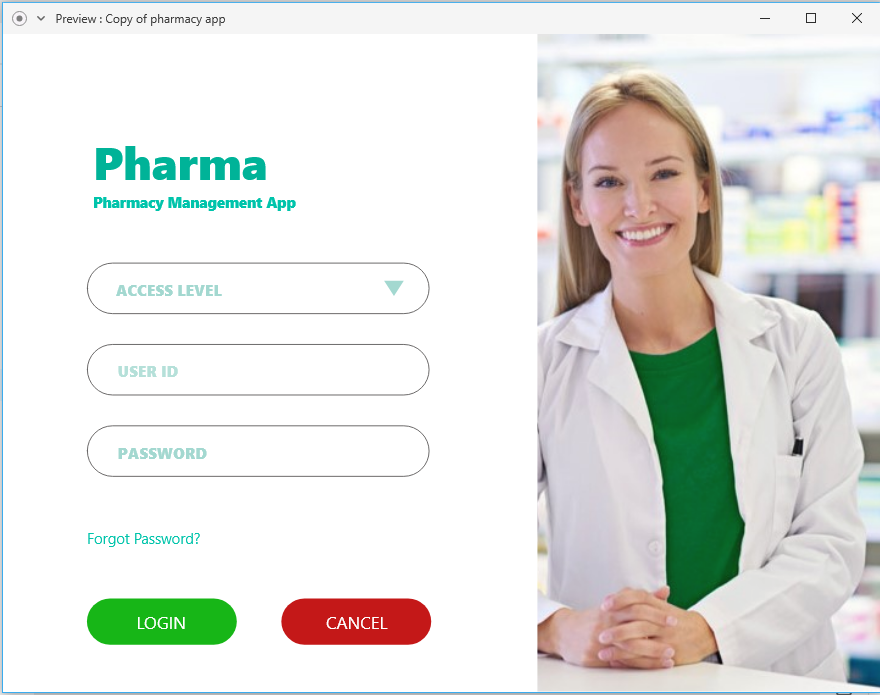 Preview : Copy of pharmacy app
Pharma
Pharmacy Management App
ACCESS LEVEL
USER ID
PASSWORD
Forgot Password?
LOGIN
CANCEL